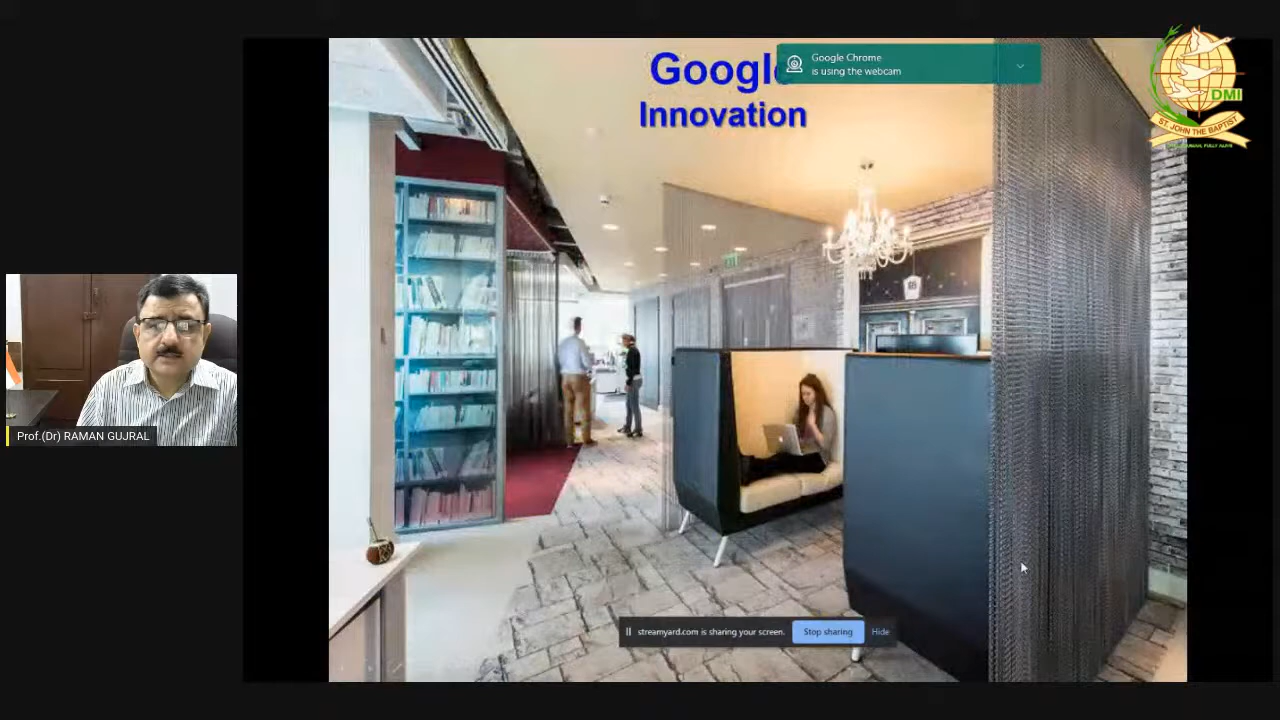 Google
Innovation
Google Chrome
is using the webcam
DMI
ST. JOHN THE BAPTIST
Prof.(Dr) RAMAN GUJRAL
streamyard.com is sharing your screen.
Stop sharing
Hide